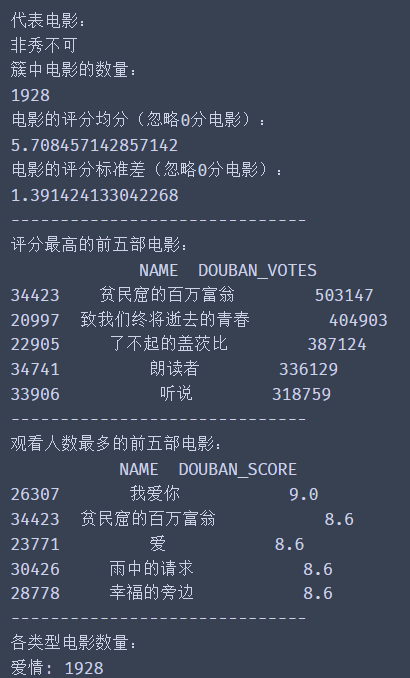 代表电影:
非秀不可
簇中电影的数量:
1928
电影的评分均分（忽略0分电影）:
5.708457142857142
电影的评分标准差（忽略0分电影）:
1.391424133042268
------------------------------
评分最高的前五部电影:
NAME DOUBAN_VOTES
34423 贫民窟的百万富翁 503147
20997 致我们终将逝去的青春 404903
22905 了不起的盖茨比 387124
34741 朗读者 336129
33906 听说 318759
------------------------------
观看人数最多的前五部电影:
NAME DOUBAN_SCORE
26307 我爱你 9.0
34423 贫民窟的百万富翁 8.6
23771 爱 8.6
30426 雨中的请求 8.6
28778 幸福的旁边 8.6
------------------------------
各类型电影数量:
爱情: 1928